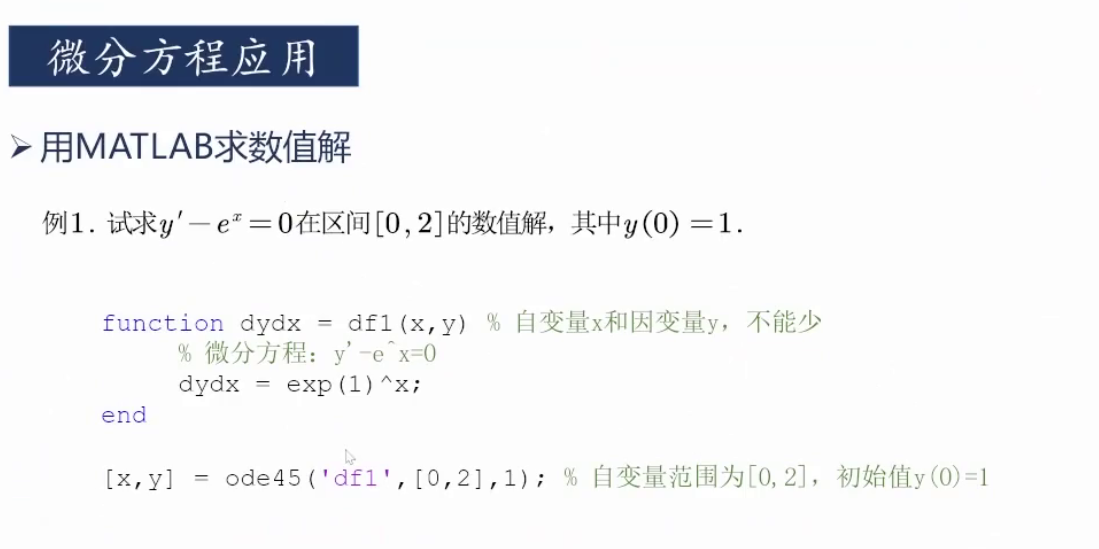 微分方程应用
用MATLAB求数值解
例1. 试求y′－eˣ＝0在区间[0,2]的数值解，其中y(0)＝1.
function dydx = df1(x,y) % 自变量x和因变量y，不能少
% 微分方程：y'-e^x=0
dydx = exp(1)^x;
end
[x,y] = ode45('df1',[0,2],1); % 自变量范围为[0,2]，初始值y(0)=1